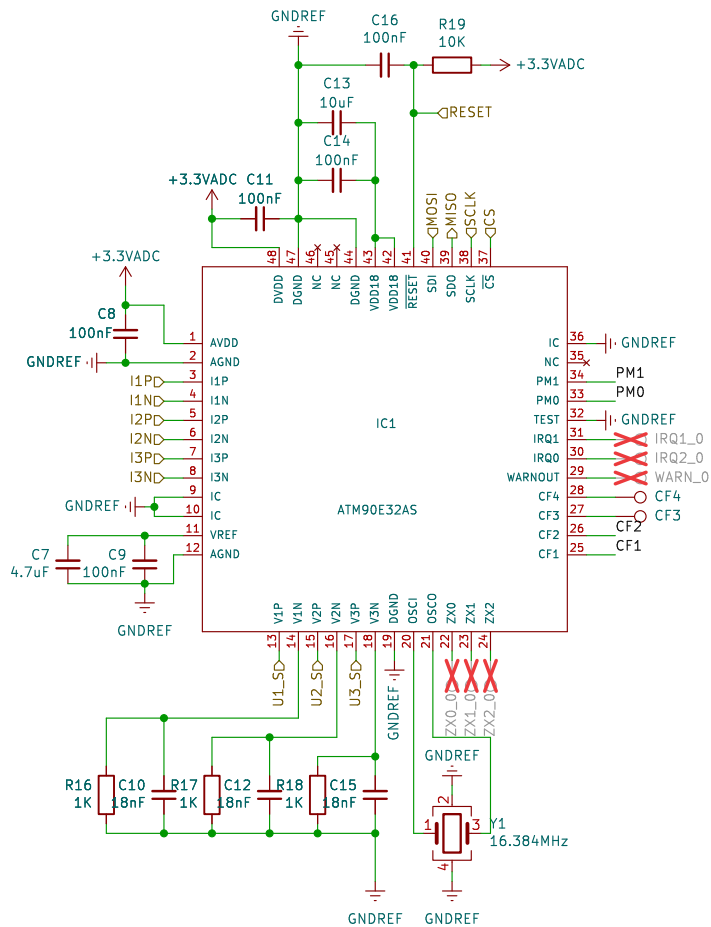 GNDREF
C16
100nF
R19
10K
+3.3VADC
C13
10uF
RESET
C14
100nF
+3.3VADC
C11
100nF
MOSI
MISO
SCLK
CS
48
47
46
45
44
43
42
41
40
39
38
37
DVDD
DGND
NC
NC
DGND
VDD18
VDD18
RESET
SDI
SDO
SCLK
CS
+3.3VADC
C8
100nF
GNDREF
1 AVDD
2 AGND
I1P 3 I1P
I1N 4 I1N
I2P 5 I2P
I2N 6 I2N
I3P 7 I3P
I3N 8 I3N
9 IC
GNDREF
10 IC
11 VREF
12 AGND
C7
4.7uF
C9
100nF
GNDREF
IC1
ATM90E32AS
IC 36 GNDREF
NC 35
PM1 34 PM1
PM0 33 PM0
TEST 32 GNDREF
IRQ1 31 IRQ1_0
IRQ0 30 IRQ2_0
WARNOUT 29 WARN_0
CF4 28 CF4
CF3 27 CF3
CF2 26 CF2
CF1 25 CF1
V1P
V1N
V2P
V2N
V3P
V3N
DGND
OSCI
OSCO
ZX0
ZX1
ZX2
13
14
15
16
17
18
19
20
21
22
23
24
U1_S
U2_S
U3_S
GNDREF
ZX0_0
ZX1_0
ZX2_0
GNDREF
R16
1K
C10
18nF
R17
1K
C12
18nF
R18
1K
C15
18nF
2
1
3
4
Y1
16.384MHz
GNDREF
GNDREF